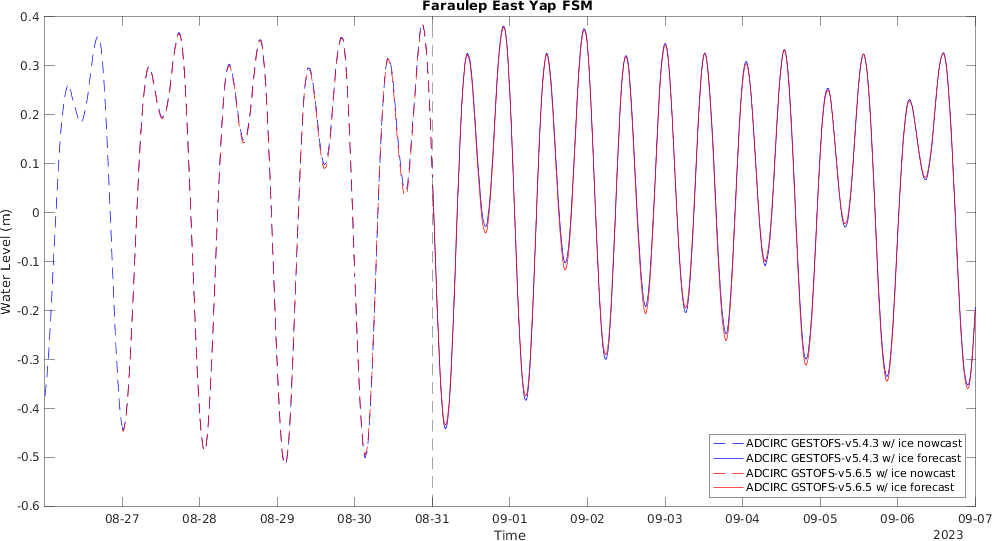 Faraulep East Yap FSM
0.4
0.3
0.2
0.1
0
-0.1
-0.2
-0.3
-0.4
-0.5
-0.6
Water Level (m)
ADCIRC GESTOFS-v5.4.3 w/ ice nowcast
ADCIRC GESTOFS-v5.4.3 w/ ice forecast
ADCIRC GSTOFS-v5.6.5 w/ ice nowcast
ADCIRC GSTOFS-v5.6.5 w/ ice forecast
08-27 08-28 08-29 08-30 08-31 09-01 09-02 09-03 09-04 09-05 09-06 09-07
Time
2023